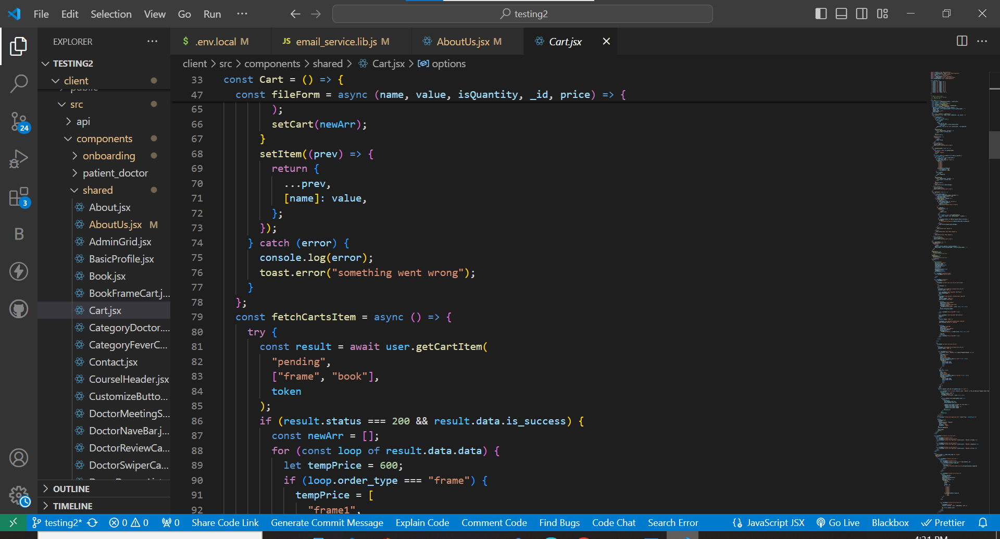 File Edit Selection View Go Run ··· testing2
EXPLORER ···
TESTING2
client
public
src
api
components
onboarding
patient_doctor
shared
About.jsx
AboutUs.jsx M
AdminGrid.jsx
BasicProfile.jsx
Book.jsx
BookFrameCart.j...
Cart.jsx
CategoryDoctor....
CategoryFeverC...
Contact.jsx
CourselHeader.jsx
CustomizeButto...
DoctorMeetingS...
DoctorNaveBar.j...
DoctorReviewCa...
DoctorSwiperCa...
OUTLINE
TIMELINE
24
3
B
$ .env.local M JS email_service.lib.js M AboutUs.jsx M Cart.jsx
client > src > components > shared > Cart.jsx > options
33 const Cart = () => {
47 const fileForm = async (name, value, isQuantity, _id, price) => {
65 );
66 setCart(newArr);
67 }
68 setItem((prev) => {
69 return {
70 ...prev,
71 [name]: value,
72 };
73 });
74 } catch (error) {
75 console.log(error);
76 toast.error("something went wrong");
77 }
78 };
79 const fetchCartsItem = async () => {
80 try {
81 const result = await user.getCartItem(
82 "pending",
83 ["frame", "book"],
84 token
85 );
86 if (result.status === 200 && result.data.is_success) {
87 const newArr = [];
88 for (const loop of result.data.data) {
89 let tempPrice = 600;
90 if (loop.order_type === "frame") {
91 tempPrice = [
92 "frame1",
testing2* 0 0 0 Share Code Link Generate Commit Message Explain Code Comment Code Find Bugs Code Chat Search Error JavaScript JSX Go Live Blackbox Prettier
4:21 PM